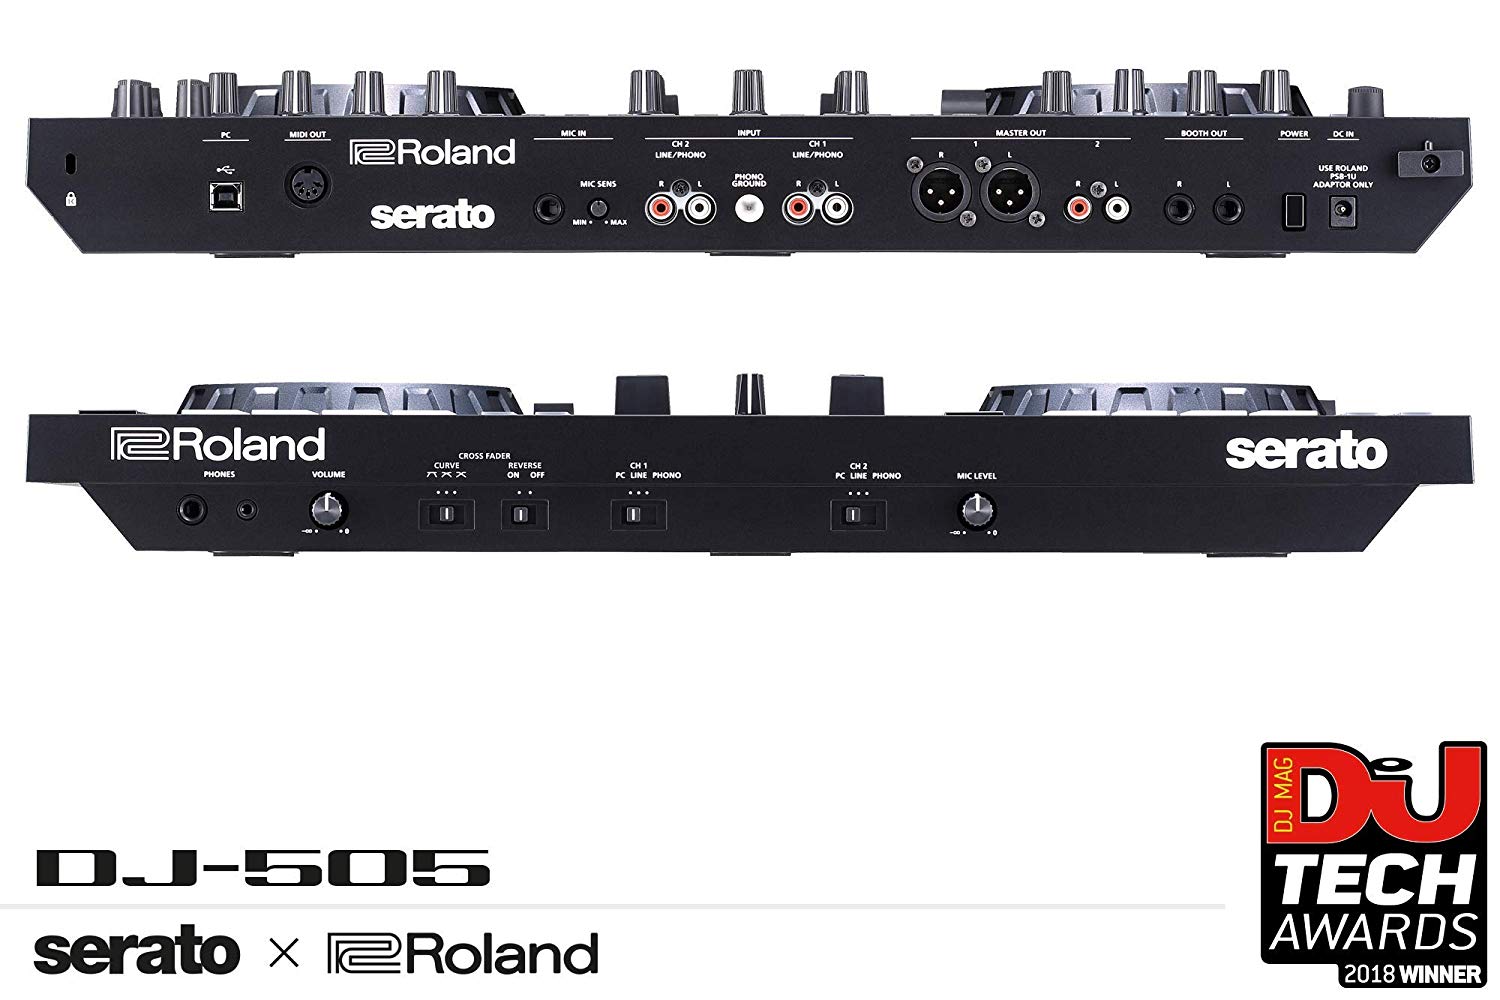 PC
MIDI OUT
Roland
serato
MIC IN
MIC SENS
MIN MAX
INPUT
CH 2
LINE/PHONO
R L
PHONO
GROUND
CH 1
LINE/PHONO
R L
MASTER OUT
1
R L
2
R L
BOOTH OUT
R L
POWER
DC IN
USE ROLAND
PSB-1U
ADAPTOR ONLY
Roland
PHONES
VOLUME
-∞ 0
CROSS FADER
CURVE
REVERSE
ON OFF
CH 1
PC LINE PHONO
CH 2
PC LINE PHONO
MIC LEVEL
-∞ 0
serato
DJ-505
serato × Roland
DJ MAG
DJ
TECH
AWARDS
2018 WINNER